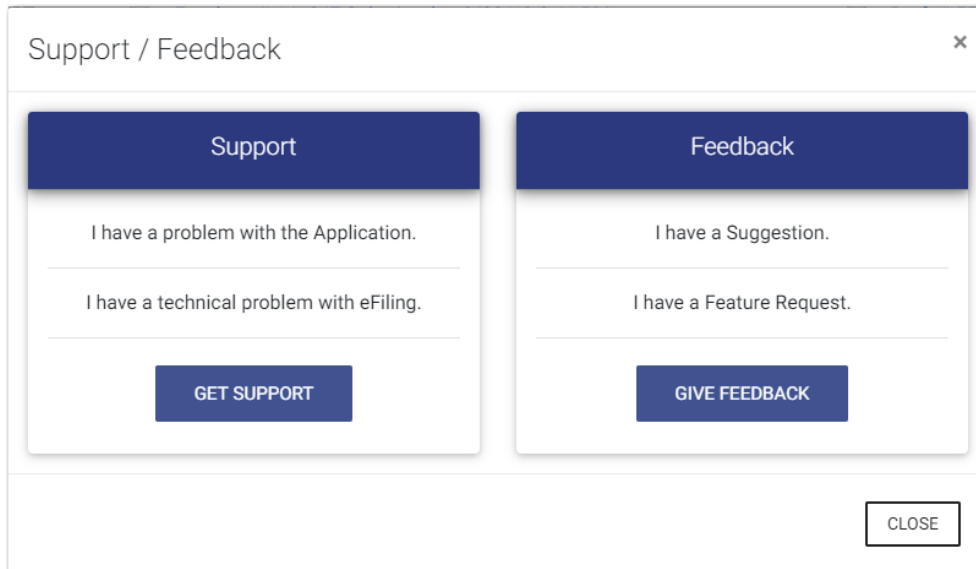 Support / Feedback
×
Support
I have a problem with the Application.
I have a technical problem with eFiling.
GET SUPPORT
Feedback
I have a Suggestion.
I have a Feature Request.
GIVE FEEDBACK
CLOSE